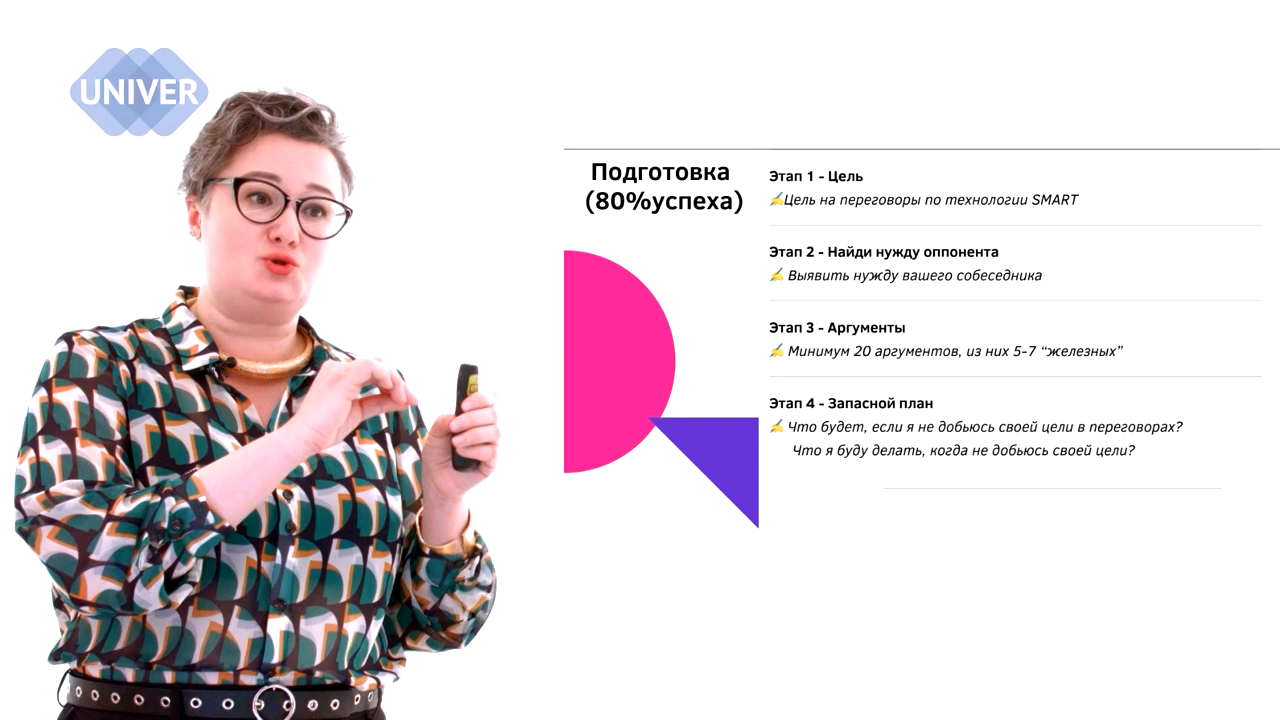 UNIVER
Подготовка
(80%успеха)
Этап 1 - Цель
✍Цель на переговоры по технологии SMART
Этап 2 - Найди нужду оппонента
✍ Выявить нужду вашего собеседника
Этап 3 - Аргументы
✍ Минимум 20 аргументов, из них 5-7 “железных”
Этап 4 - Запасной план
✍ Что будет, если я не добьюсь своей цели в переговорах?
Что я буду делать, когда не добьюсь своей цели?